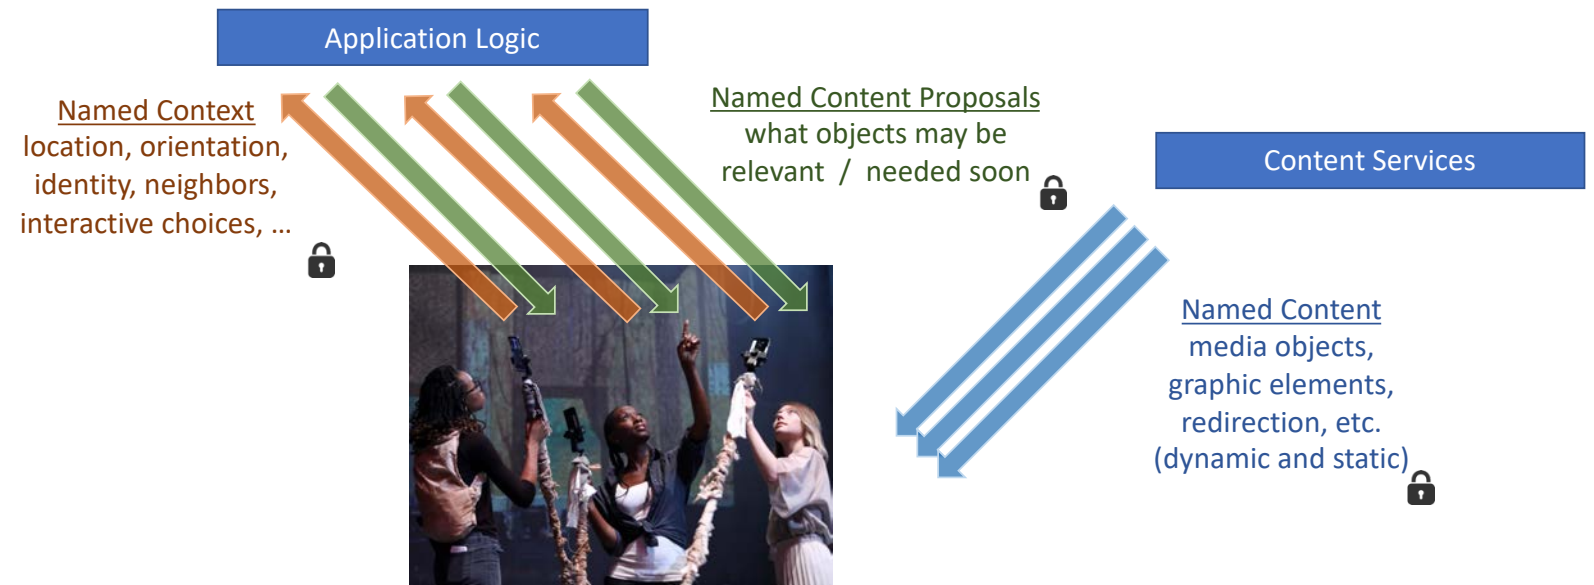 Application Logic
Named Context
location, orientation,
identity, neighbors,
interactive choices, …
Named Content Proposals
what objects may be
relevant / needed soon
Content Services
Named Content
media objects,
graphic elements,
redirection, etc.
(dynamic and static)